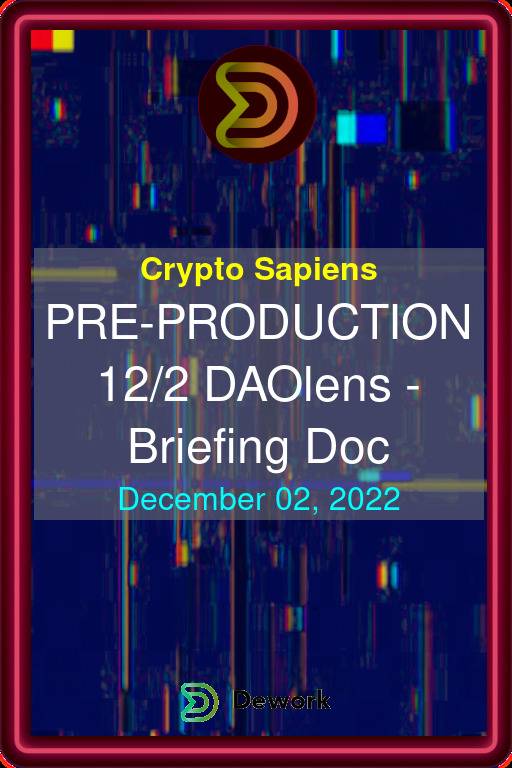 Crypto Sapiens
PRE-PRODUCTION
12/2 DAOlens -
Briefing Doc
December 02, 2022
Dework